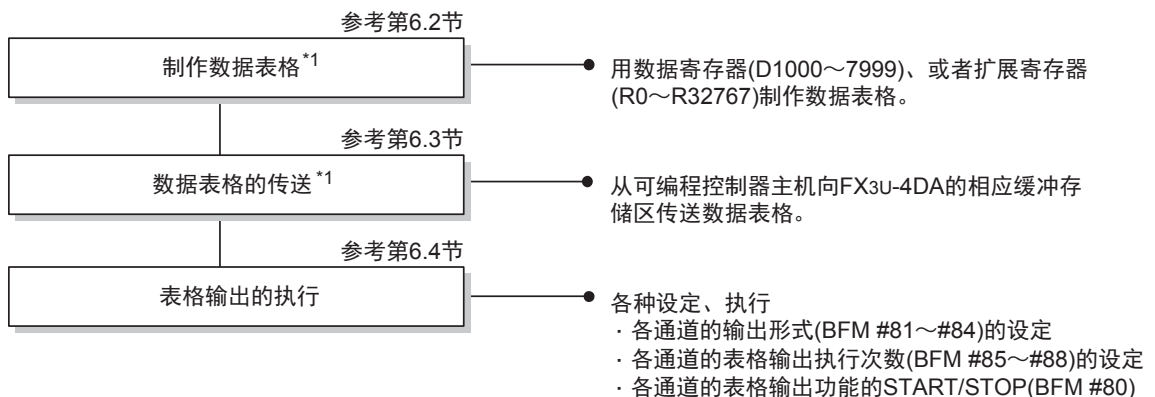 参考第6.2节
制作数据表格*1
用数据寄存器(D1000～7999)、或者扩展寄存器
(R0～R32767)制作数据表格。
参考第6.3节
数据表格的传送*1
从可编程控制器主机向FX3U-4DA的相应缓冲存
储区传送数据表格。
参考第6.4节
表格输出的执行
各种设定、执行
· 各通道的输出形式(BFM #81～#84)的设定
· 各通道的表格输出执行次数(BFM #85～#88)的设定
· 各通道的表格输出功能的START/STOP(BFM #80)